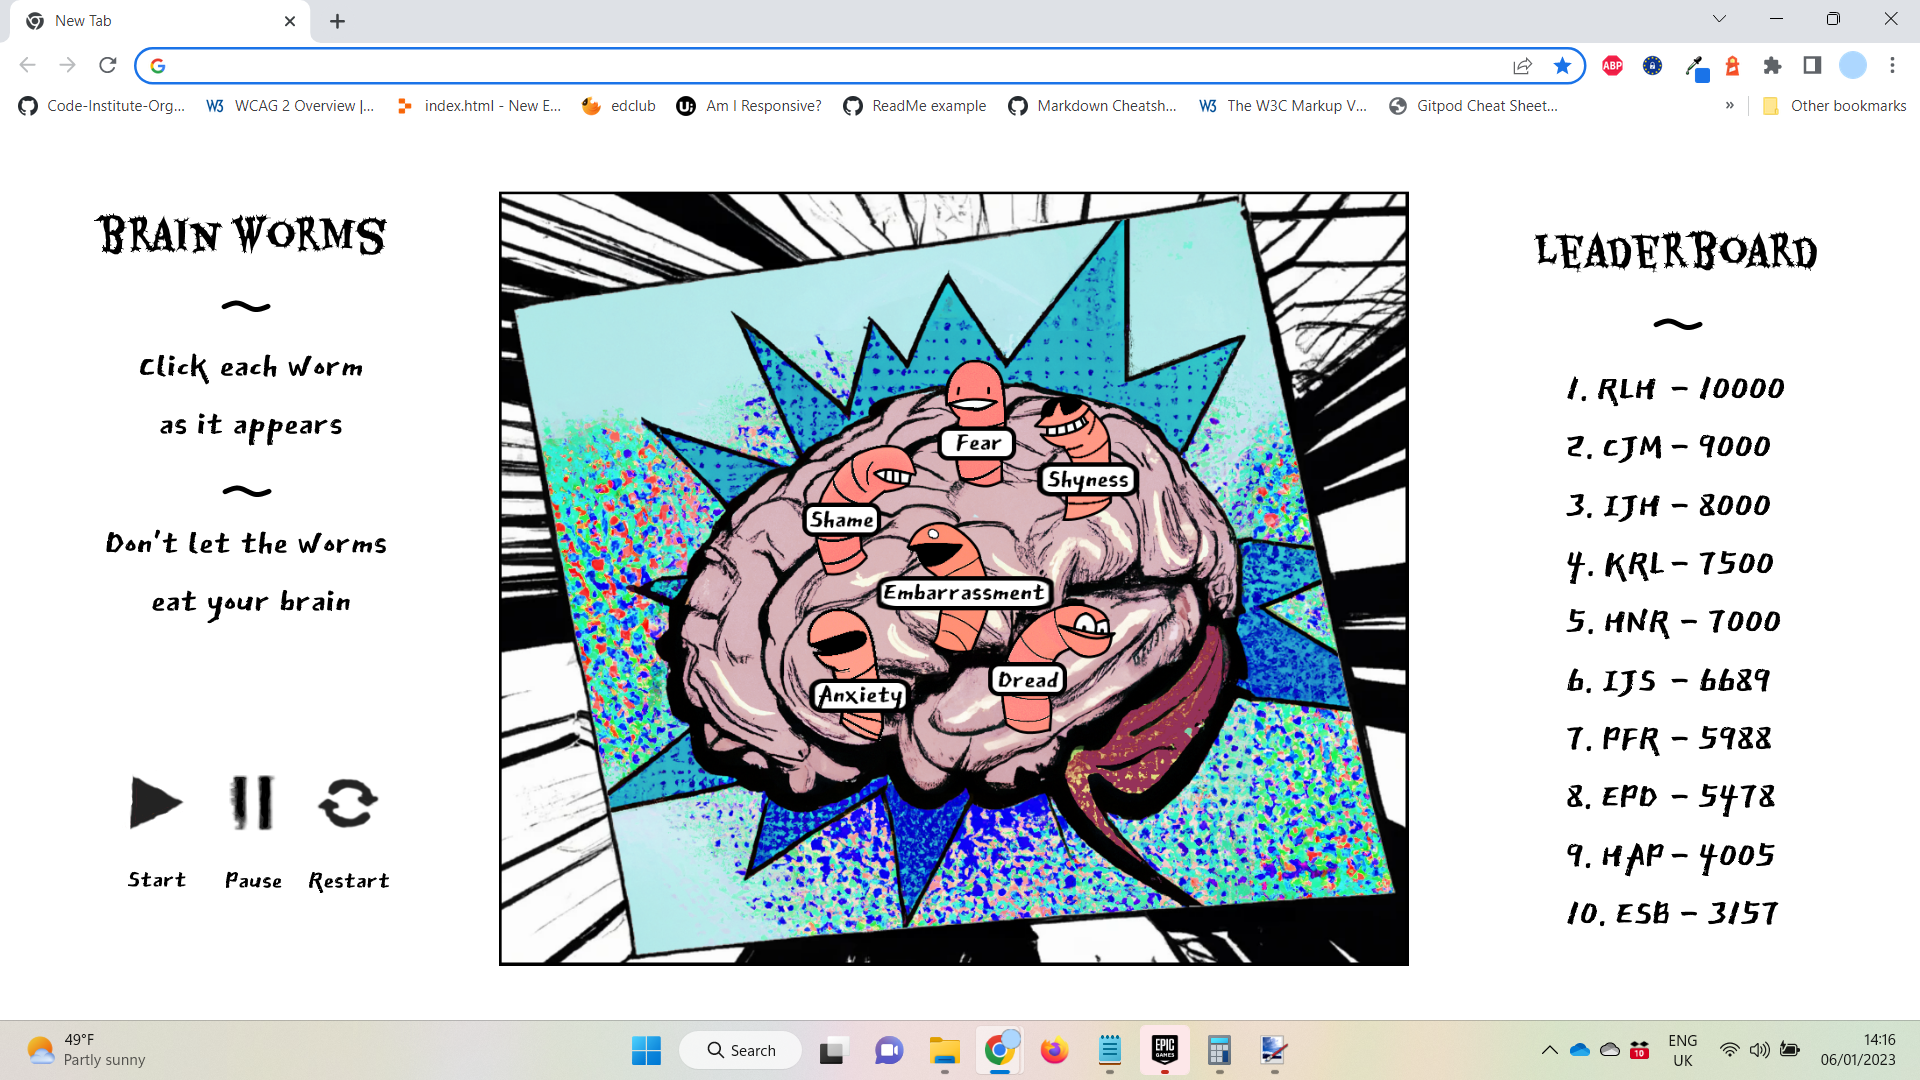 New Tab
Code-Institute-Org...
WCAG 2 Overview |...
index.html - New E...
edclub
Am I Responsive?
ReadMe example
Markdown Cheatsh...
The W3C Markup V...
Gitpod Cheat Sheet...
»
Other bookmarks
ABP
BRAIN WORMS
~
Click each worm
as it appears
~
Don't let the worms
eat your brain
Start
Pause
Restart
Fear
Shyness
Shame
Embarrassment
Dread
Anxiety
LEADERBOARD
~
1. RLH - 10000
2. CJM - 9000
3. IJH - 8000
4. KRL - 7500
5. HNR - 7000
6. IJS - 6689
7. PFR - 5988
8. EPD - 5478
9. HAP - 4005
10. ESB - 3157
49°F
Partly sunny
Search
EPIC
GAMES
10
ENG
UK
14:16
06/01/2023